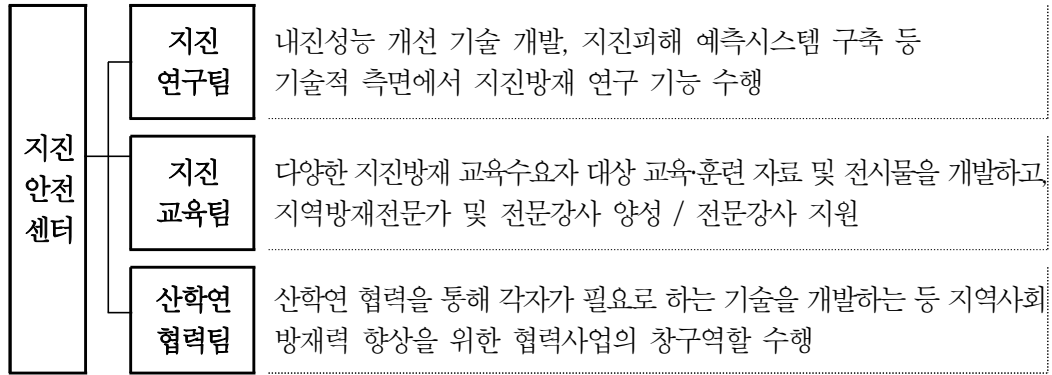 지진
안전
센터
지진
연구팀
내진성능 개선 기술 개발, 지진피해 예측시스템 구축 등
기술적 측면에서 지진방재 연구 기능 수행
지진
교육팀
다양한 지진방재 교육수요자 대상 교육·훈련 자료 및 전시물을 개발하고,
지역방재전문가 및 전문강사 양성 / 전문강사 지원
산학연
협력팀
산학연 협력을 통해 각자가 필요로 하는 기술을 개발하는 등 지역사회
방재력 향상을 위한 협력사업의 창구역할 수행